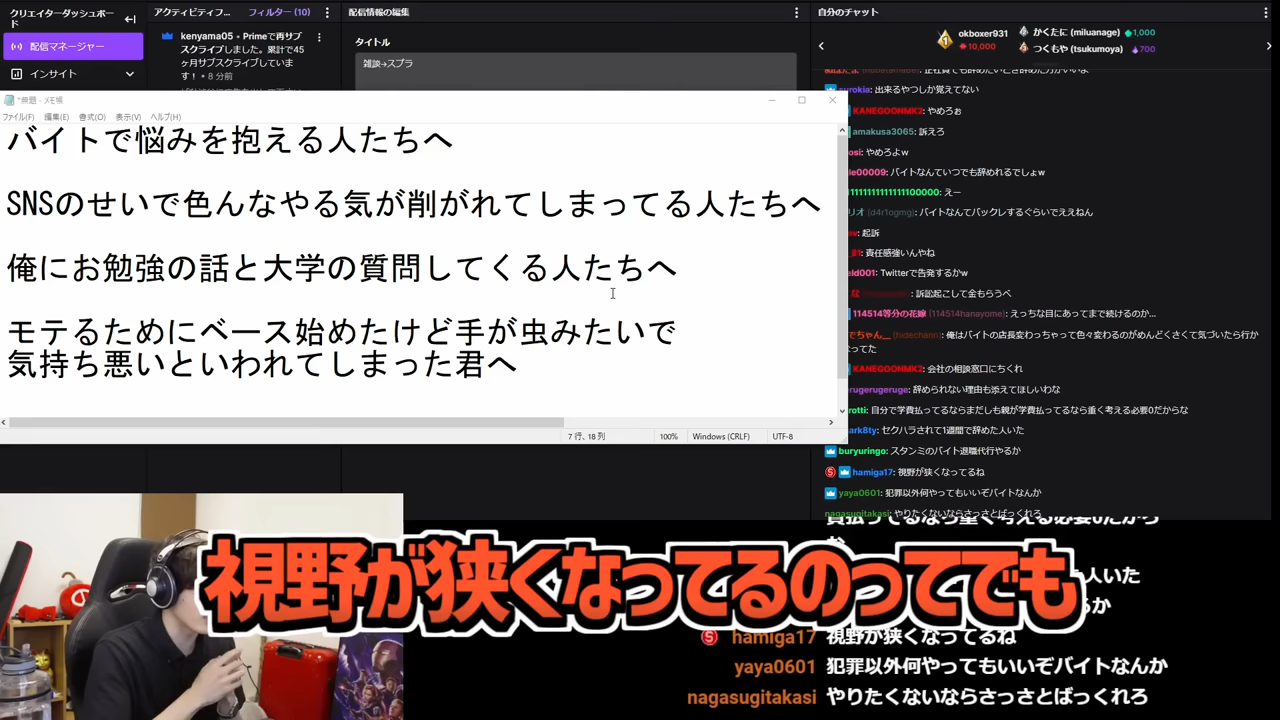 クリエイターダッシュボード
配信マネージャー
インサイト
アクティビティフ...
フィルター (10)
kenyama05 • Primeで再サブスクライブしました。累計で45ヶ月サブスクライブしています！ • 8 分前
配信情報の編集
タイトル
雑談→スプラ
*無題 - メモ帳
ファイル(F) 編集(E) 書式(O) 表示(V) ヘルプ(H)
バイトで悩みを抱える人たちへ
SNSのせいで色んなやる気が削がれてしまってる人たちへ
俺にお勉強の話と大学の質問してくる人たちへ
モテるためにベース始めたけど手が虫みたいで
気持ち悪いといわれてしまった君へ
7 行、18 列
100%
Windows (CRLF)
UTF-8
自分のチャット
okboxer931
10,000
かくたに (miluanage) 1,000
つくもや (tsukumoya) 700
urokia: 出来るやつしか覚えてない
KANEGOONMK2: やめろぉ
amakusa3065: 訴えろ
osi: やめろよw
le00009: バイトなんていつでも辞めれるでしょw
11111111111111100000: えー
リオ (d4r1ogmg): バイトなんてバックレするぐらいでええねん
: 起訴
: 責任感強いんやね
eld001: Twitterで告発するかw
: 訴訟起こして金もらうべ
114514等分の花嫁 (114514hanayome): えっちな目にあってまで続けるのか...
でちゃん__ (hidechann): 俺はバイトの店長変わっちゃって色々変わるのがめんどくさくて気づいたら行か
なってた
KANEGOONMK2: 会社の相談窓口にちくれ
rugerugeruge: 辞められない理由も添えてほしいわな
rotti: 自分で学費払ってるならまだしも親が学費払ってるなら重く考える必要0だからな
ark8ty: セクハラされて1週間で辞めた人いた
buryuringo: スタンミのバイト退職代行やるか
hamiga17: 視野が狭くなってるね
yaya0601: 犯罪以外何やってもいいぞバイトなんか
nagasugitakasi: やりたくないならさっさとばっくれろ
視野が狭くなってるのってでも
人いた
るか
hamiga17 視野が狭くなってるね
yaya0601 犯罪以外何やってもいいぞバイトなんか
nagasugitakasi やりたくないならさっさとばっくれろ